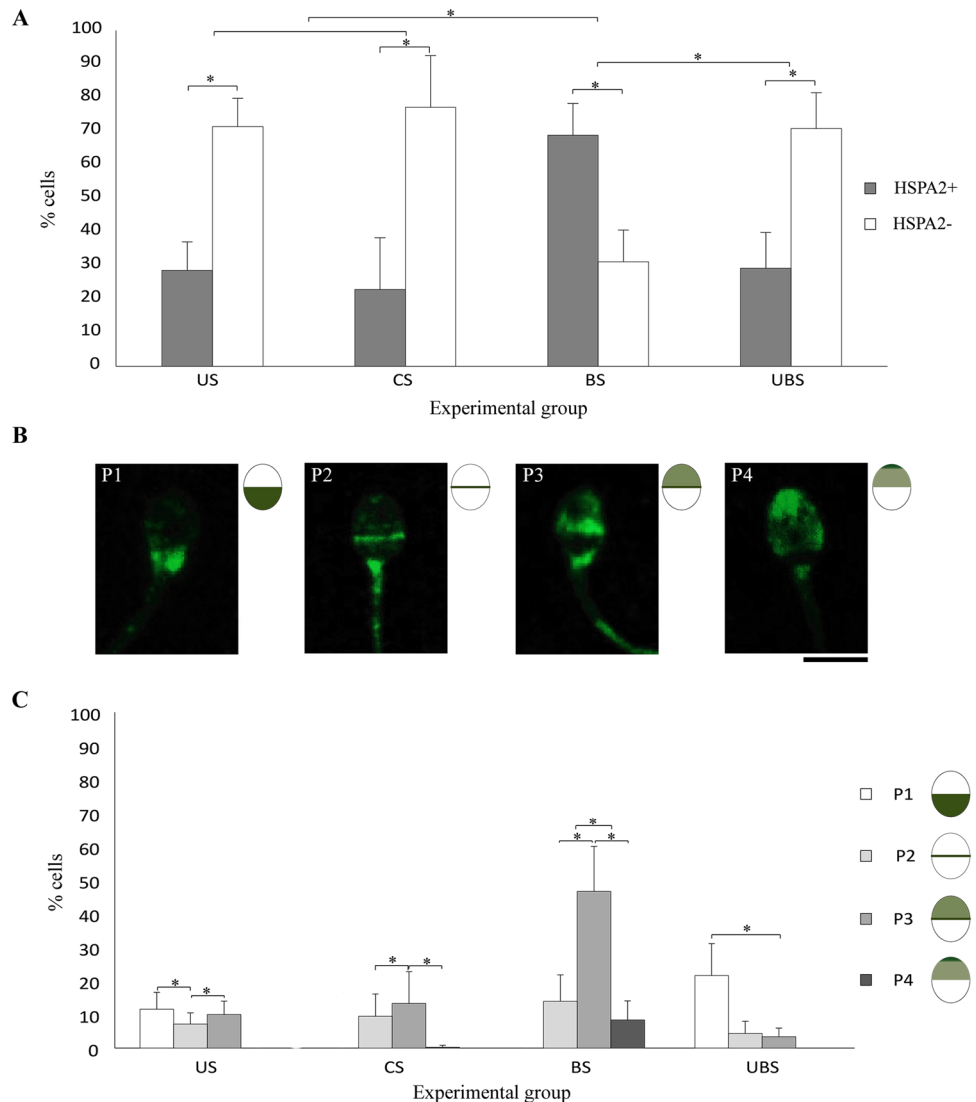 A
*
100
90
80
70
60
50
40
30
20
10
0
% cells
*
*
*
*
*
US
CS
BS
UBS
Experimental group
HSPA2+
HSPA2-
B
P1
P2
P3
P4
C
100
90
80
70
60
50
40
30
20
10
0
% cells
*
*
*
*
*
*
*
*
US
CS
BS
UBS
Experimental group
P1
P2
P3
P4